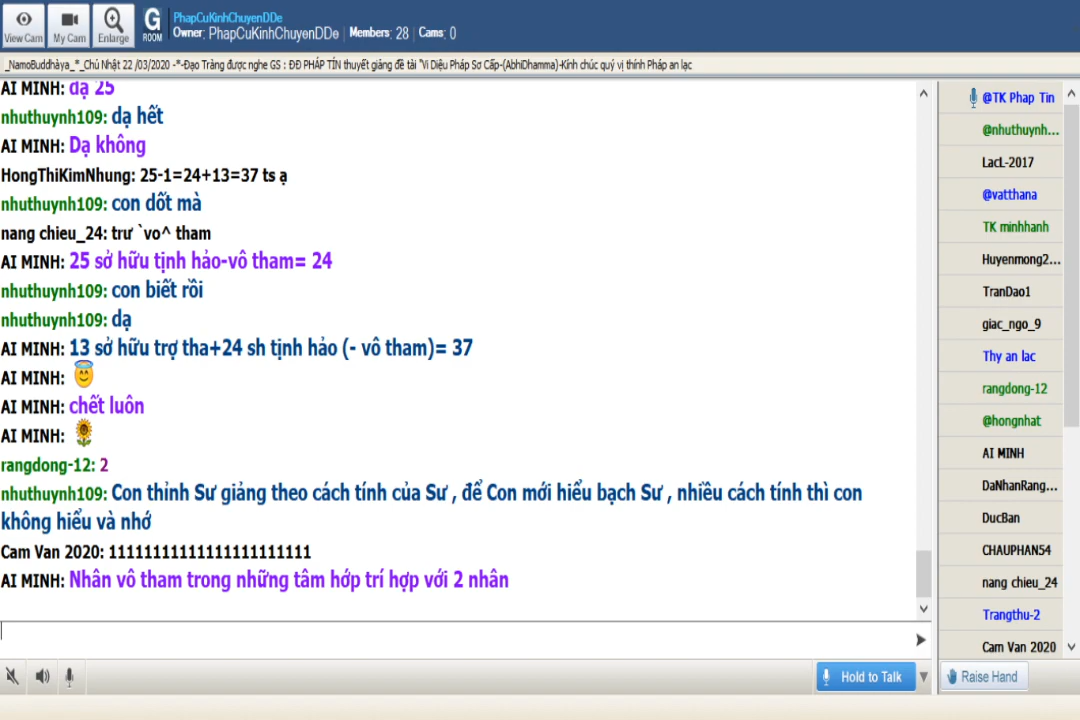 View Cam
My Cam
Enlarge
G
ROOM
PhapCuKinhChuyenDDe
Owner: PhapCuKinhChuyenDDe | Members: 28 | Cams: 0
_NamoBuddhàya_*_Chủ Nhật 22 /03/2020 -*-Đạo Tràng được nghe GS : ĐĐ PHÁP TÍN thuyết giảng đề tài "Vi Diệu Pháp Sơ Cấp-(AbhiDhamma)-Kính chúc quý vị thính Pháp an lạc
AI MINH: dạ 25
nhuthuynh109: dạ hết
AI MINH: Dạ không
HongThiKimNhung: 25-1=24+13=37 ts ạ
nhuthuynh109: con dốt mà
nang chieu_24: trư `vo^ tham
AI MINH: 25 sở hữu tịnh hảo-vô tham= 24
nhuthuynh109: con biết rồi
nhuthuynh109: dạ
AI MINH: 13 sở hữu trợ tha+24 sh tịnh hảo (- vô tham)= 37
AI MINH: 😇
AI MINH: chết luôn
AI MINH: 🌻
rangdong-12: 2
nhuthuynh109: Con thỉnh Sư giảng theo cách tính của Sư , để Con mới hiểu bạch Sư , nhiều cách tính thì con
không hiểu và nhớ
Cam Van 2020: 11111111111111111111111
AI MINH: Nhân vô tham trong những tâm hớp trí hợp với 2 nhân
@TK Phap Tin
@nhuthuynh...
LacL-2017
@vatthana
TK minhhanh
Huyenmong2...
TranDao1
giac_ngo_9
Thy an lac
rangdong-12
@hongnhat
AI MINH
DaNhanRang...
DucBan
CHAUPHAN54
nang chieu_24
Trangthu-2
Cam Van 2020
Hold to Talk
Raise Hand